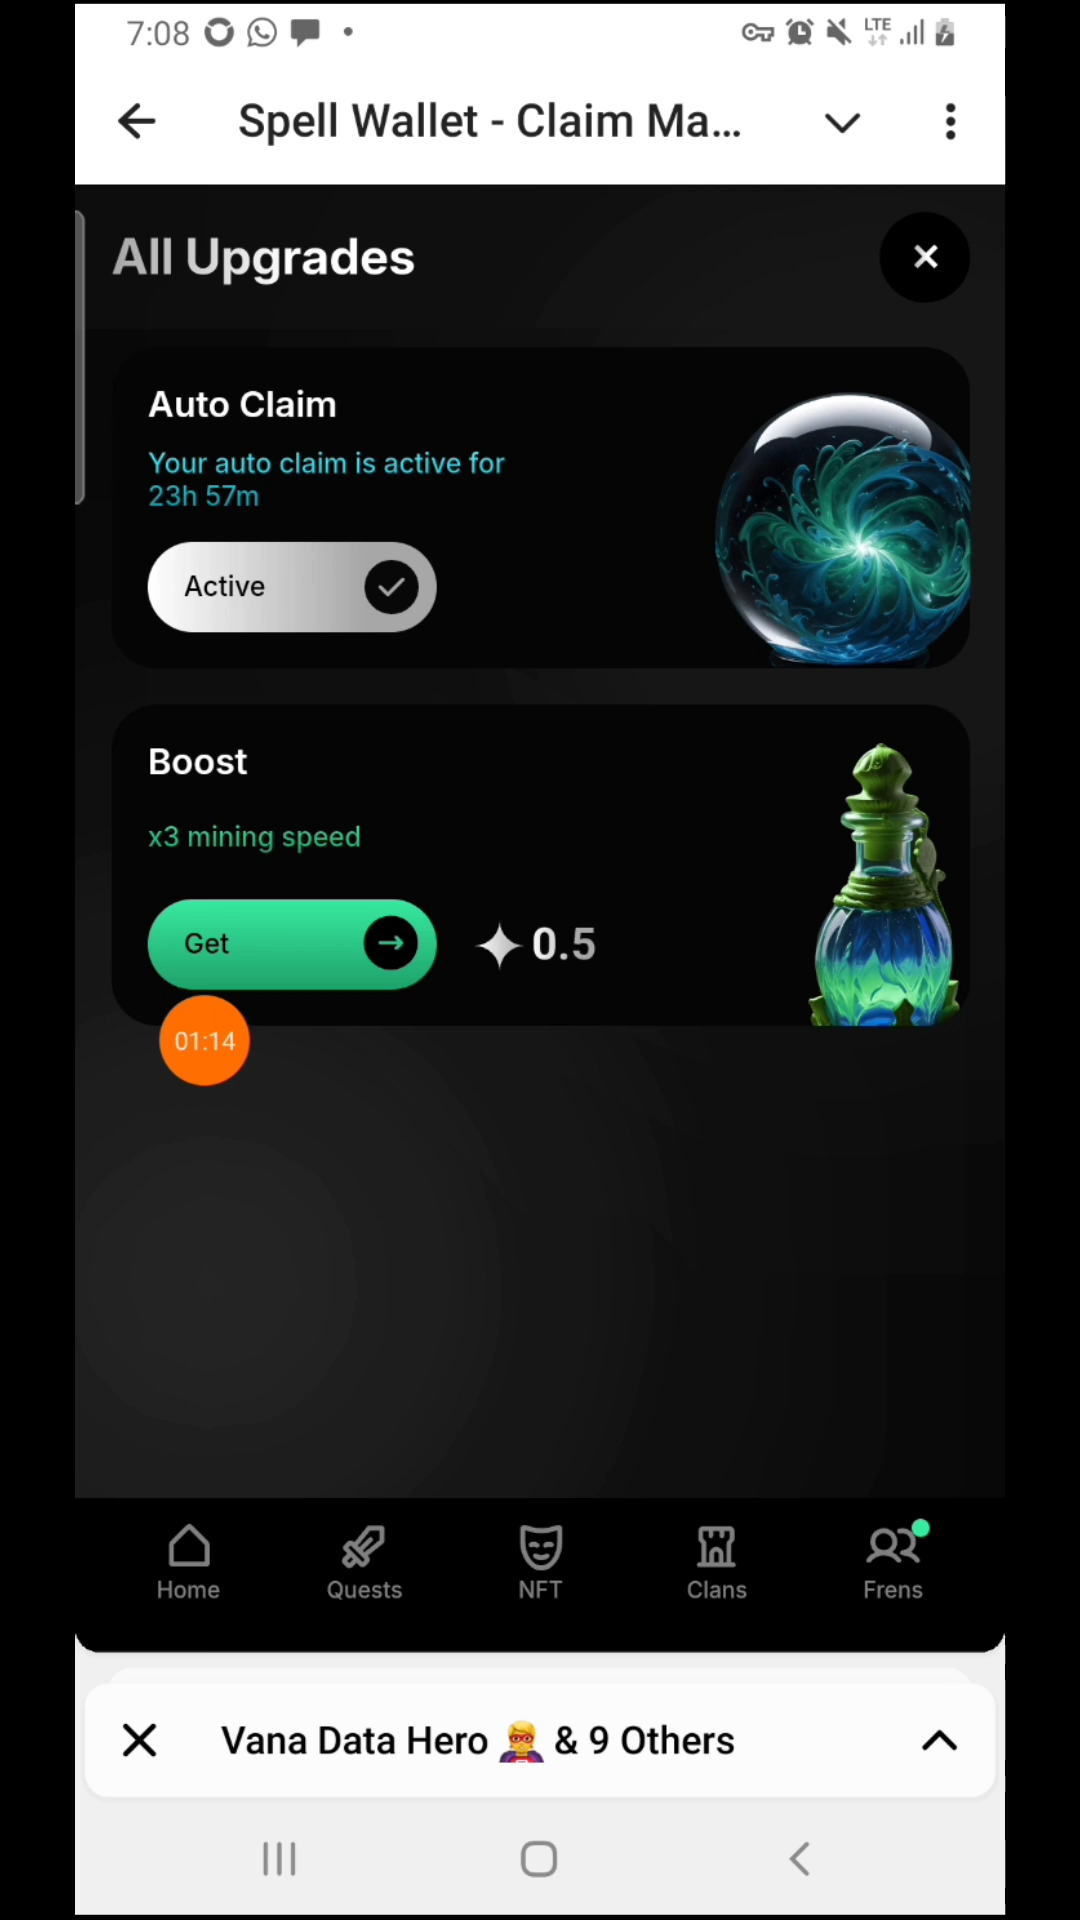 7:08
LTE
Spell Wallet - Claim Ma...
All Upgrades
Auto Claim
Your auto claim is active for
23h 57m
Active
Boost
x3 mining speed
Get
0.5
01:14
Home
Quests
NFT
Clans
Frens
Vana Data Hero 🦸 & 9 Others